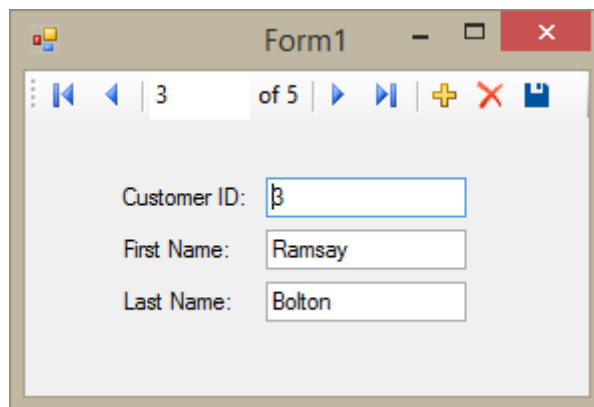 Form1
3 of 5
Customer ID: 3
First Name: Ramsay
Last Name: Bolton